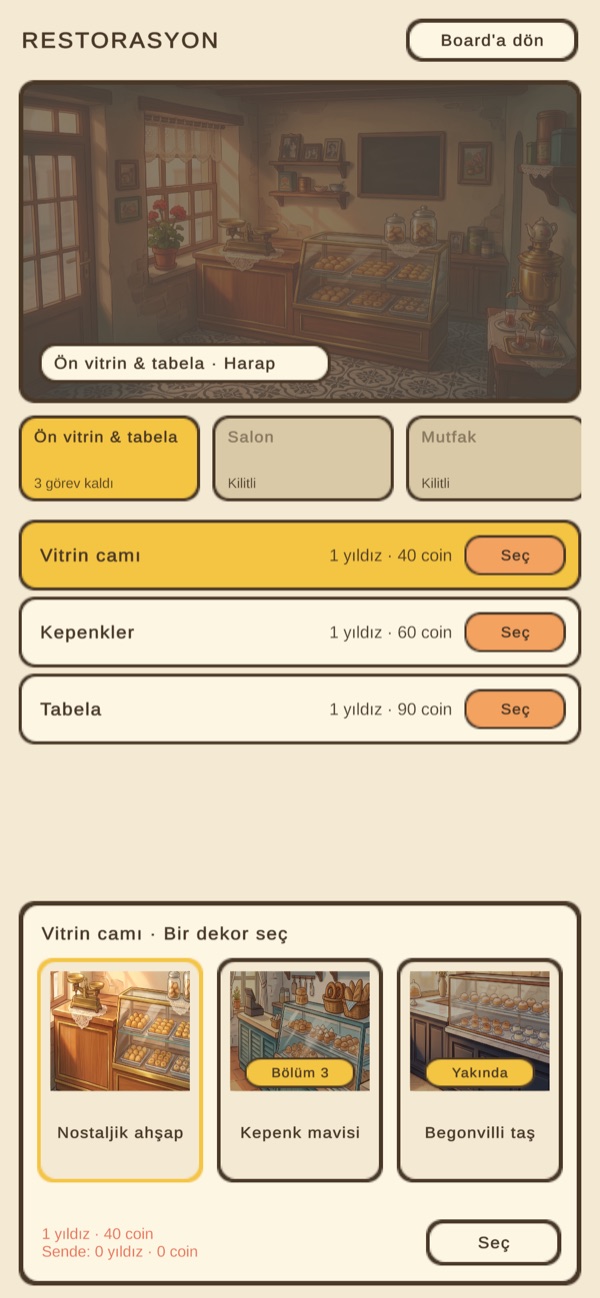 RESTORASYON
Board'a dön
Ön vitrin & tabela · Harap
Ön vitrin & tabela
3 görev kaldı
Salon
Kilitli
Mutfak
Kilitli
Vitrin camı
1 yıldız · 40 coin
Seç
Kepenkler
1 yıldız · 60 coin
Seç
Tabela
1 yıldız · 90 coin
Seç
Vitrin camı · Bir dekor seç
Bölüm 3
Yakında
Nostaljik ahşap
Kepenk mavisi
Begonvilli taş
1 yıldız · 40 coin
Sende: 0 yıldız · 0 coin
Seç